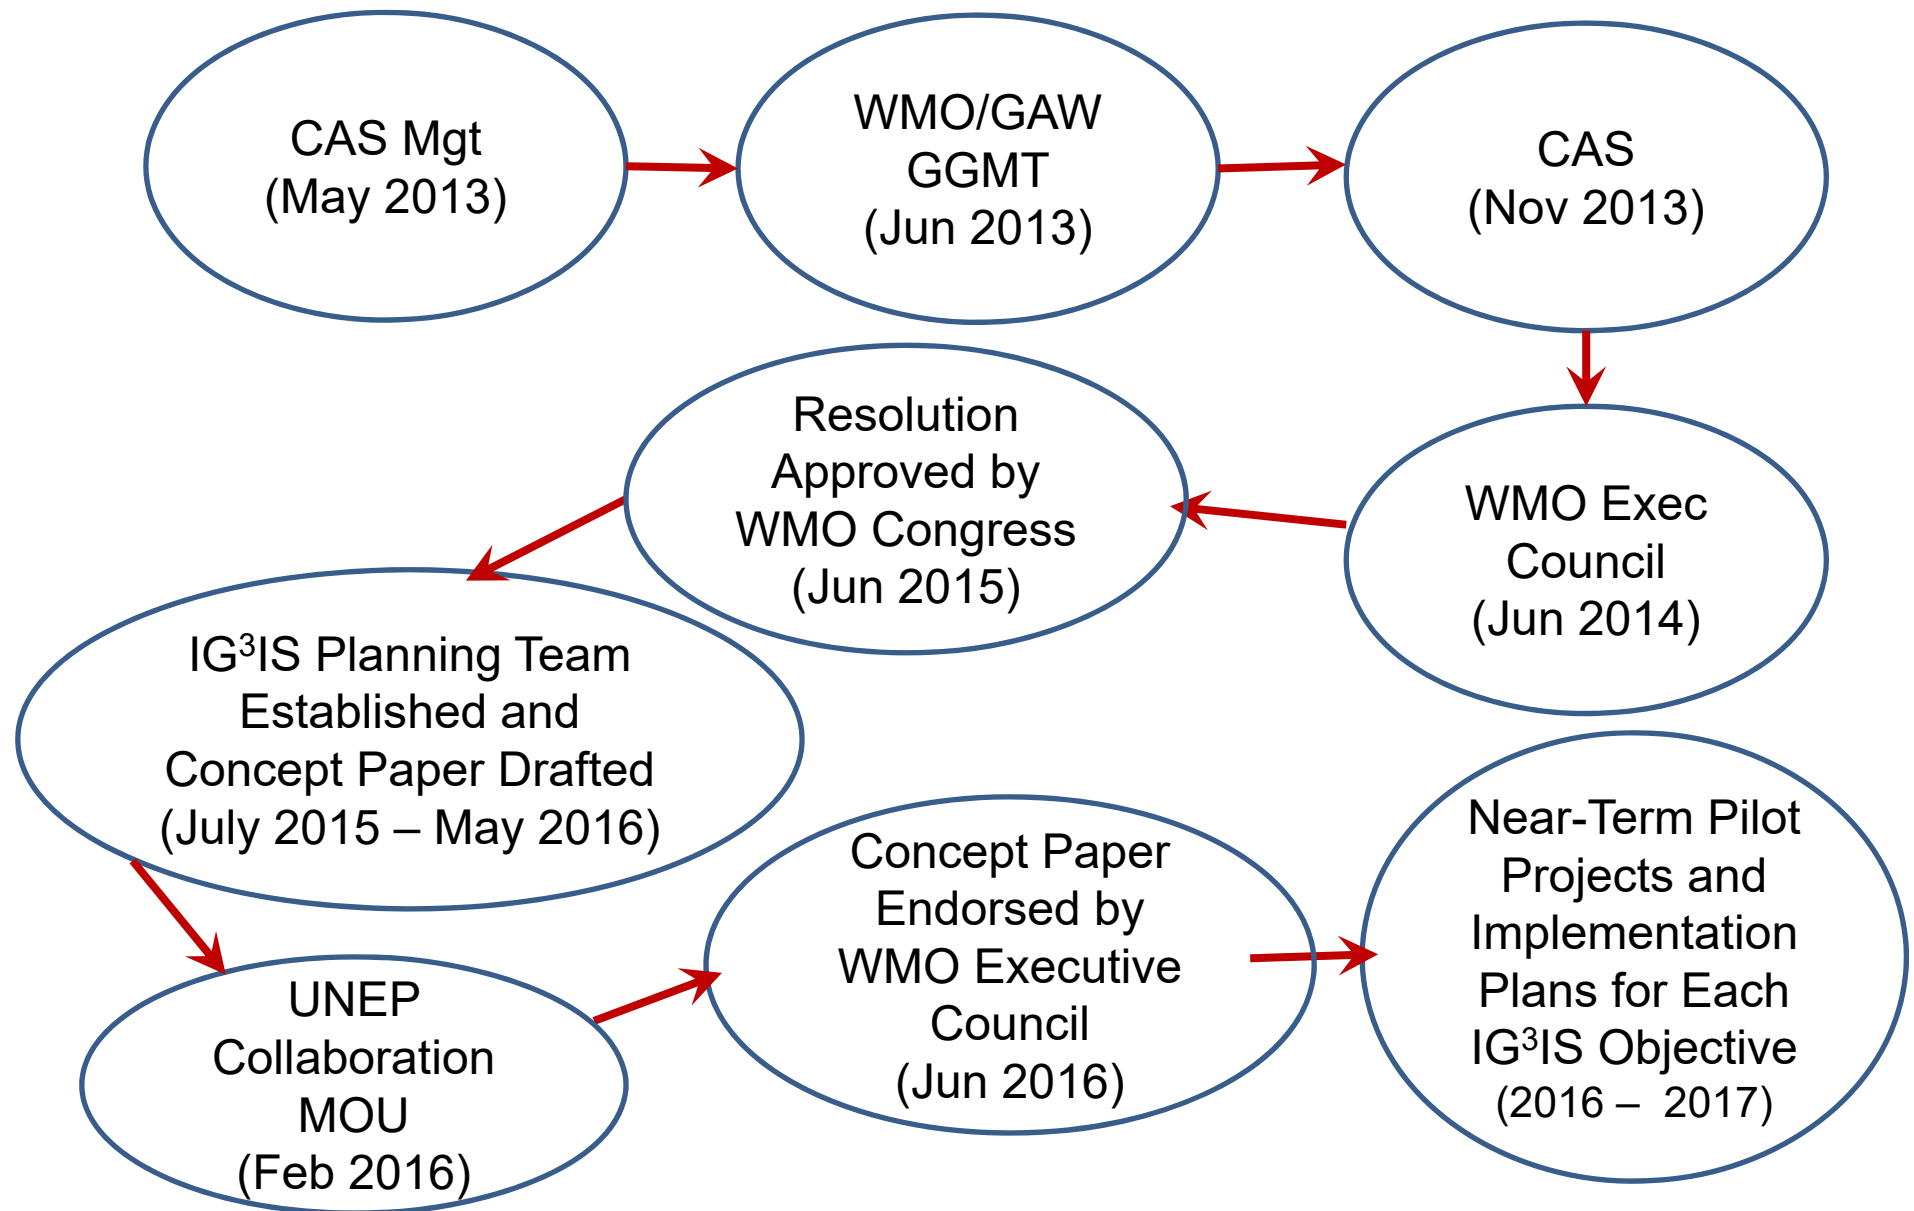 CAS Mgt
(May 2013)
WMO/GAW
GGMT
(Jun 2013)
CAS
(Nov 2013)
WMO Exec
Council
(Jun 2014)
Resolution
Approved by
WMO Congress
(Jun 2015)
IG³IS Planning Team
Established and
Concept Paper Drafted
(July 2015 – May 2016)
UNEP
Collaboration
MOU
(Feb 2016)
Concept Paper
Endorsed by
WMO Executive
Council
(Jun 2016)
Near-Term Pilot
Projects and
Implementation
Plans for Each
IG³IS Objective
(2016 – 2017)